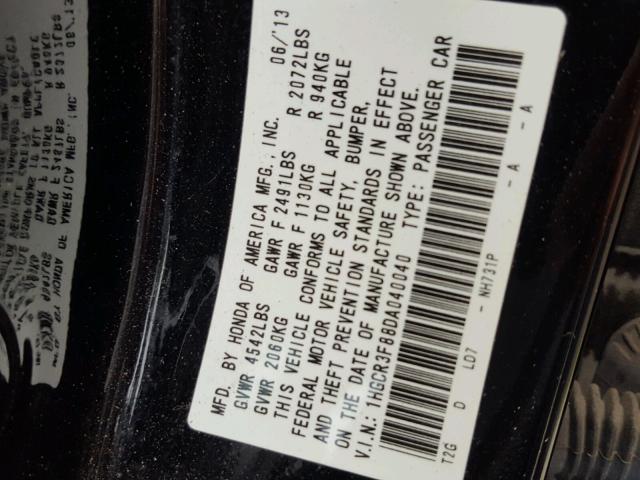 MFD. BY HONDA OF AMERICA MFG., INC. 06/'13
GVWR 4542LBS GAWR F 2491LBS R 2072LBS
GVWR 2060KG GAWR F 1130KG R 940KG
THIS VEHICLE CONFORMS TO ALL APPLICABLE
FEDERAL MOTOR VEHICLE SAFETY, BUMPER,
AND THEFT PREVENTION STANDARDS IN EFFECT
ON THE DATE OF MANUFACTURE SHOWN ABOVE.
V.I.N.: 1HGCR3F88DA040040 TYPE: PASSENGER CAR
T2G D LD7 - NH731P - A - A